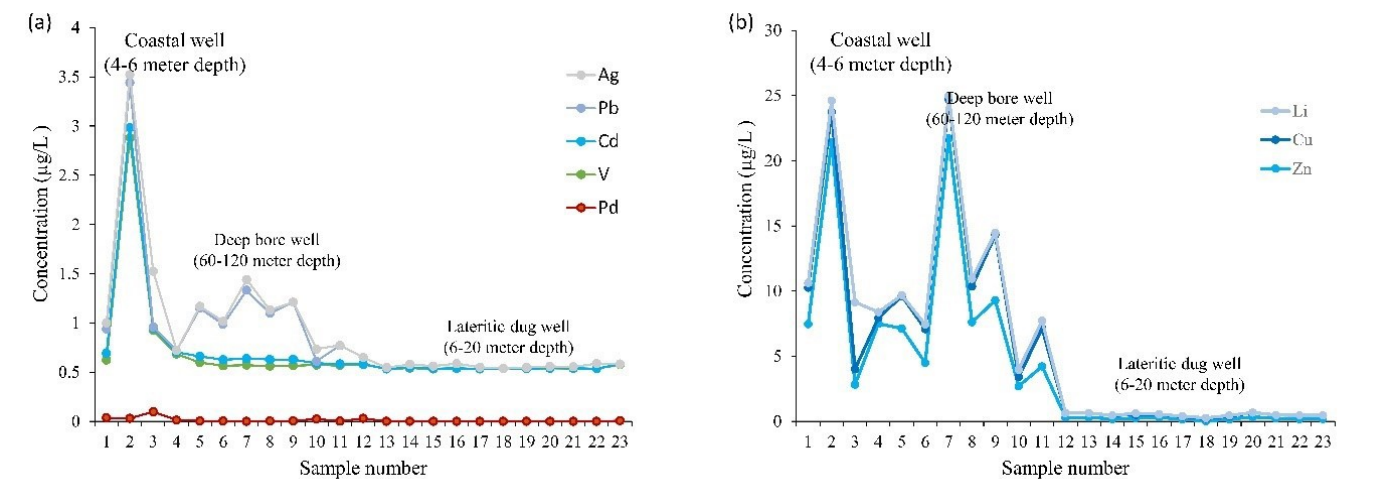 (a)
4
3.5
3
2.5
2
1.5
1
0.5
0
Concentration (µg/L )
Coastal well
(4-6 meter depth)
Deep bore well
(60-120 meter depth)
Lateritic dug well
(6-20 meter depth)
Ag
Pb
Cd
V
Pd
1 2 3 4 5 6 7 8 9 10 11 12 13 14 15 16 17 18 19 20 21 22 23
Sample number
(b)
30
25
20
15
10
5
0
Concentration (µg/L )
Coastal well
(4-6 meter depth)
Deep bore well
(60-120 meter depth)
Lateritic dug well
(6-20 meter depth)
Li
Cu
Zn
1 2 3 4 5 6 7 8 9 10 11 12 13 14 15 16 17 18 19 20 21 22 23
Sample number